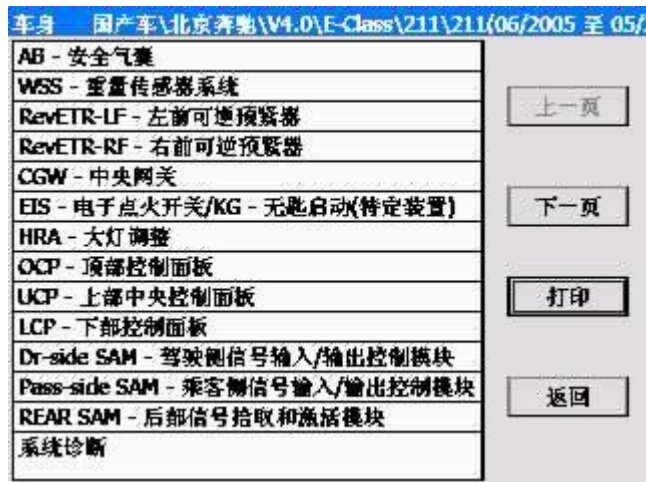 车身 国产车\北京奔驰\V4.0\E-Class\211\211(06/2005 至 05/
AB - 安全气囊
WSS - 重量传感器系统
RevETR-LF - 左前可逆预紧器
RevETR-RF - 右前可逆预紧器
CGW - 中央网关
EIS - 电子点火开关/KG - 无匙启动(特定装置)
HRA - 大灯调整
OCP - 顶部控制面板
UCP - 上部中央控制面板
LCP - 下部控制面板
Dr-side SAM - 驾驶侧信号输入/输出控制模块
Pass-side SAM - 乘客侧信号输入/输出控制模块
REAR SAM - 后部信号拾取和激活模块
系统诊断
上一页
下一页
打印
返回